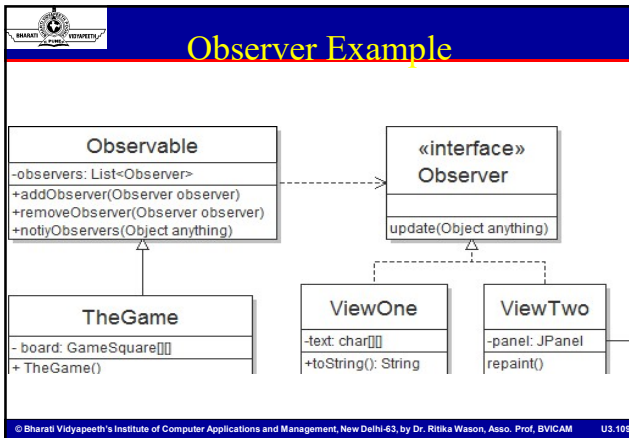 BHARATI VIDYAPEETH
PUNE
Observer Example
Observable
-observers: List<Observer>
+addObserver(Observer observer)
+removeObserver(Observer observer)
+notiyObservers(Object anything)
«interface»
Observer
update(Object anything)
TheGame
- board: GameSquare[][]
+ TheGame()
ViewOne
-text: char[][]
+toString(): String
ViewTwo
-panel: JPanel
repaint()
© Bharati Vidyapeeth's Institute of Computer Applications and Management, New Delhi-63, by Dr. Ritika Wason, Asso. Prof, BVICAM U3.109